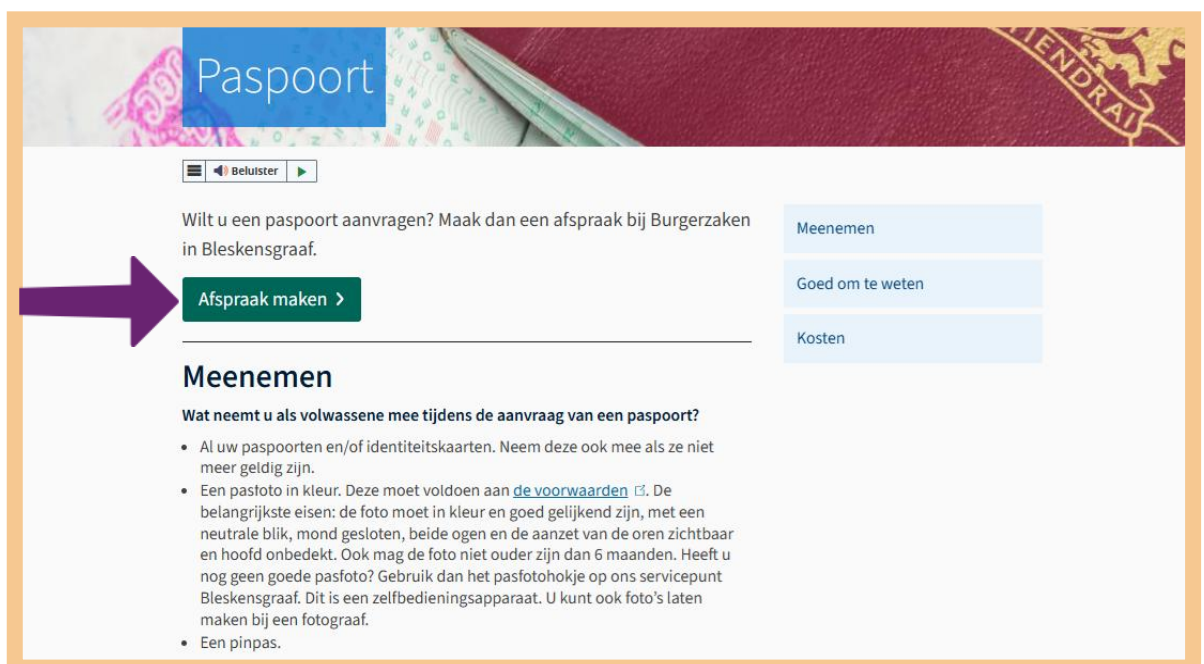 Paspoort
TIENDRAI
Beluister
Wilt u een paspoort aanvragen? Maak dan een afspraak bij Burgerzaken
in Bleskensgraaf.
Afspraak maken
Meenemen
Goed om te weten
Kosten
Meenemen
Wat neemt u als volwassene mee tijdens de aanvraag van een paspoort?
• Al uw paspoorten en/of identiteitskaarten. Neem deze ook mee als ze niet
meer geldig zijn.
• Een pasfoto in kleur. Deze moet voldoen aan de voorwaarden. De
belangrijkste eisen: de foto moet in kleur en goed gelijkend zijn, met een
neutrale blik, mond gesloten, beide ogen en de aanzet van de oren zichtbaar
en hoofd onbedekt. Ook mag de foto niet ouder zijn dan 6 maanden. Heeft u
nog geen goede pasfoto? Gebruik dan het pasfotohokje op ons servicepunt
Bleskensgraaf. Dit is een zelfbedieningsapparaat. U kunt ook foto's laten
maken bij een fotograaf.
• Een pinpas.